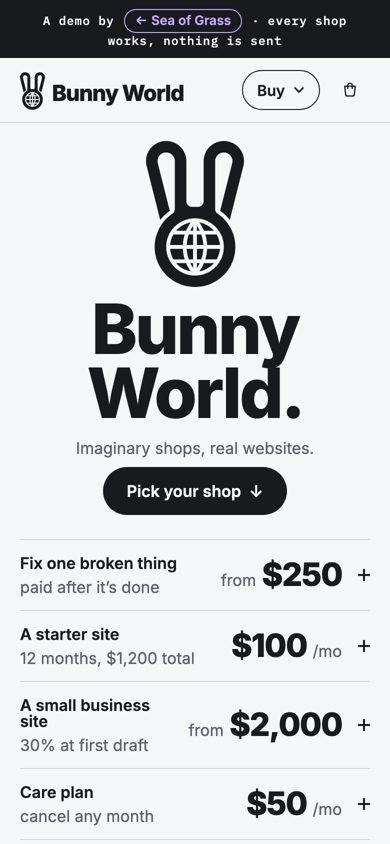 A demo by ← Sea of Grass · every shop
works, nothing is sent
Bunny World
Buy
Bunny
World.
Imaginary shops, real websites.
Pick your shop ↓
Fix one broken thing
paid after it's done
from $250 +
A starter site
12 months, $1,200 total
$100 /mo +
A small business
site
30% at first draft
from $2,000 +
Care plan
cancel any month
$50 /mo +